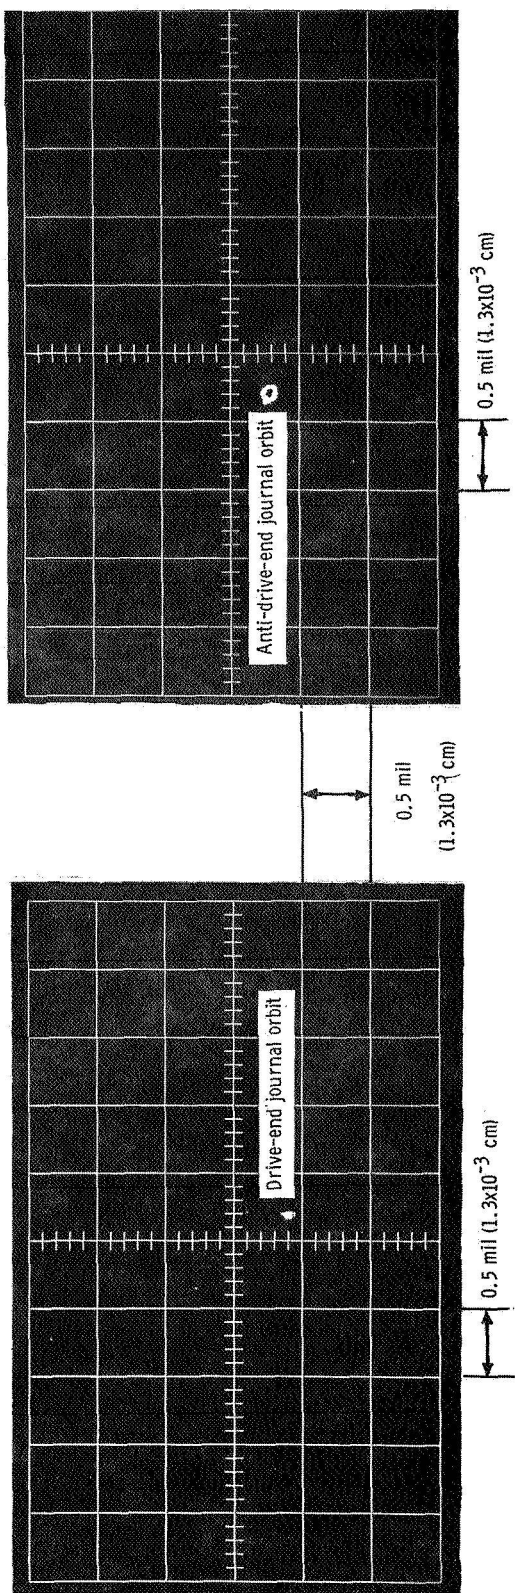 Drive-end journal orbit
0.5 mil (1.3x10⁻³ cm)
0.5 mil
(1.3x10⁻³ cm)
Anti-drive-end journal orbit
0.5 mil (1.3x10⁻³ cm)